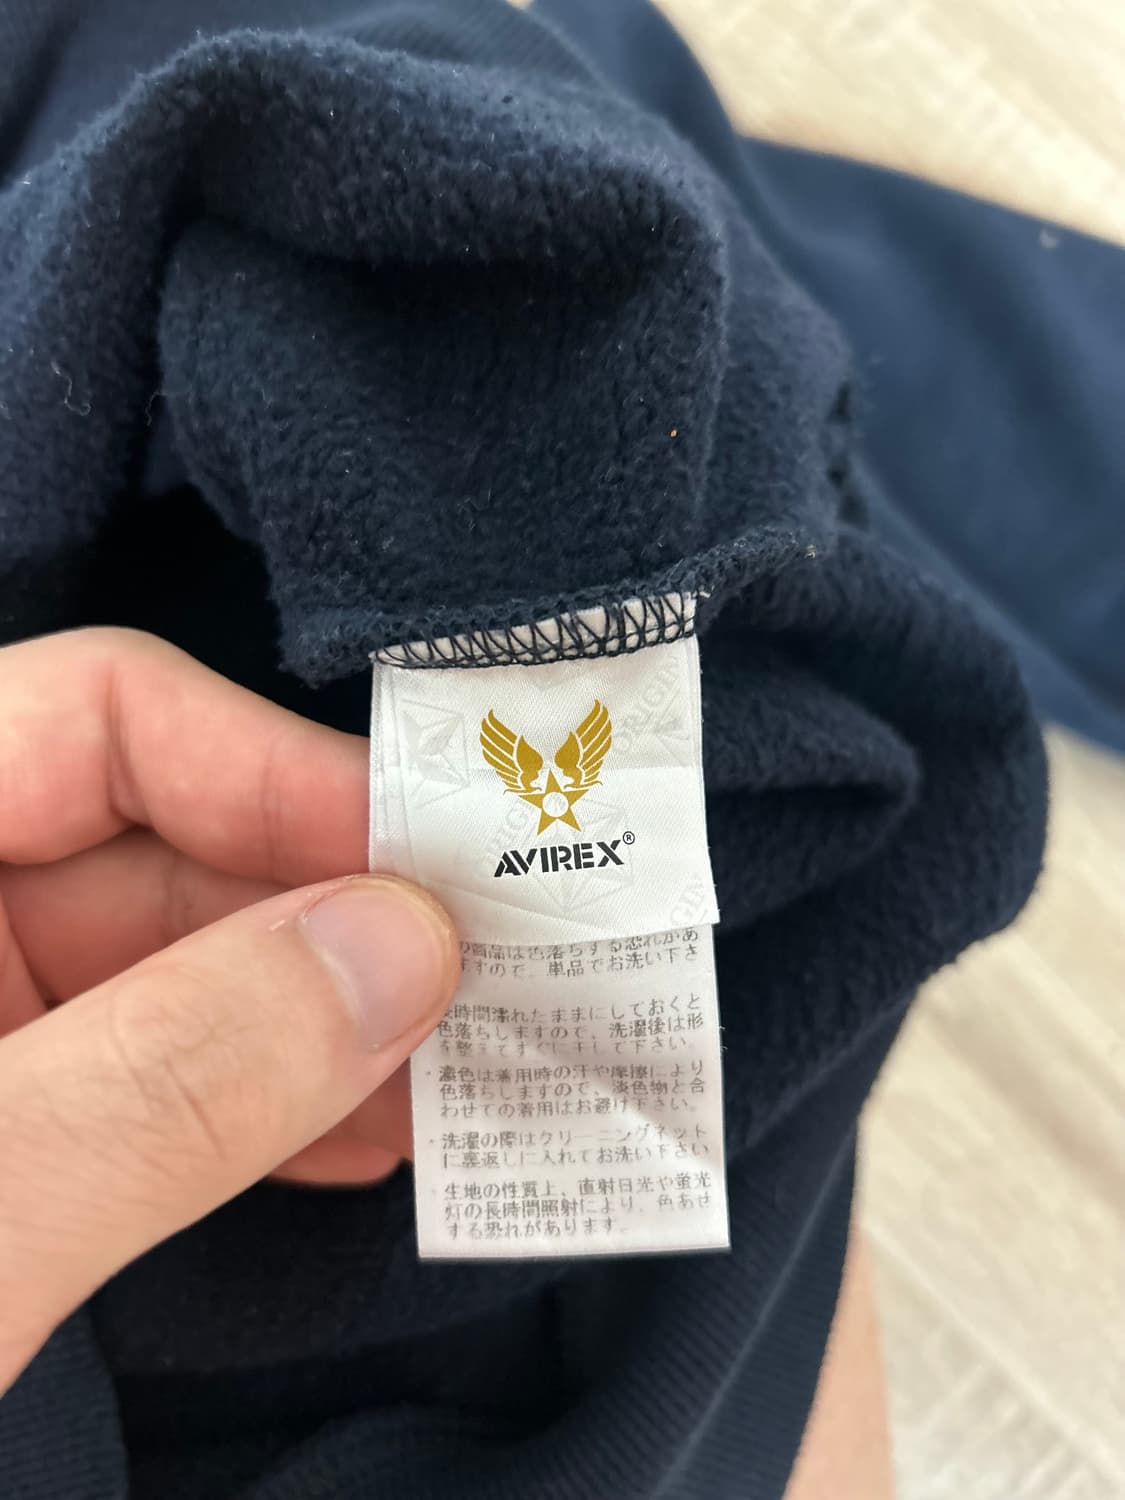 ORIGIN
ORIGI
AVIREX®
GIN
の商品は色落ちする恐れがあ
ますので、単品でお洗い下さ
長時間濡れたままにしておくと
色落ちしますので、洗濯後は形
を整えてすぐに干して下さい。
・濃色は着用時の汗や摩擦により
色落ちしますので、淡色物と合
わせての着用はお避け下さい。
・洗濯の際はクリーニングネット
に裏返しに入れてお洗い下さい
・生地の性質上、直射日光や蛍光
灯の長時間照射により、色あせ
する恐れがあります。